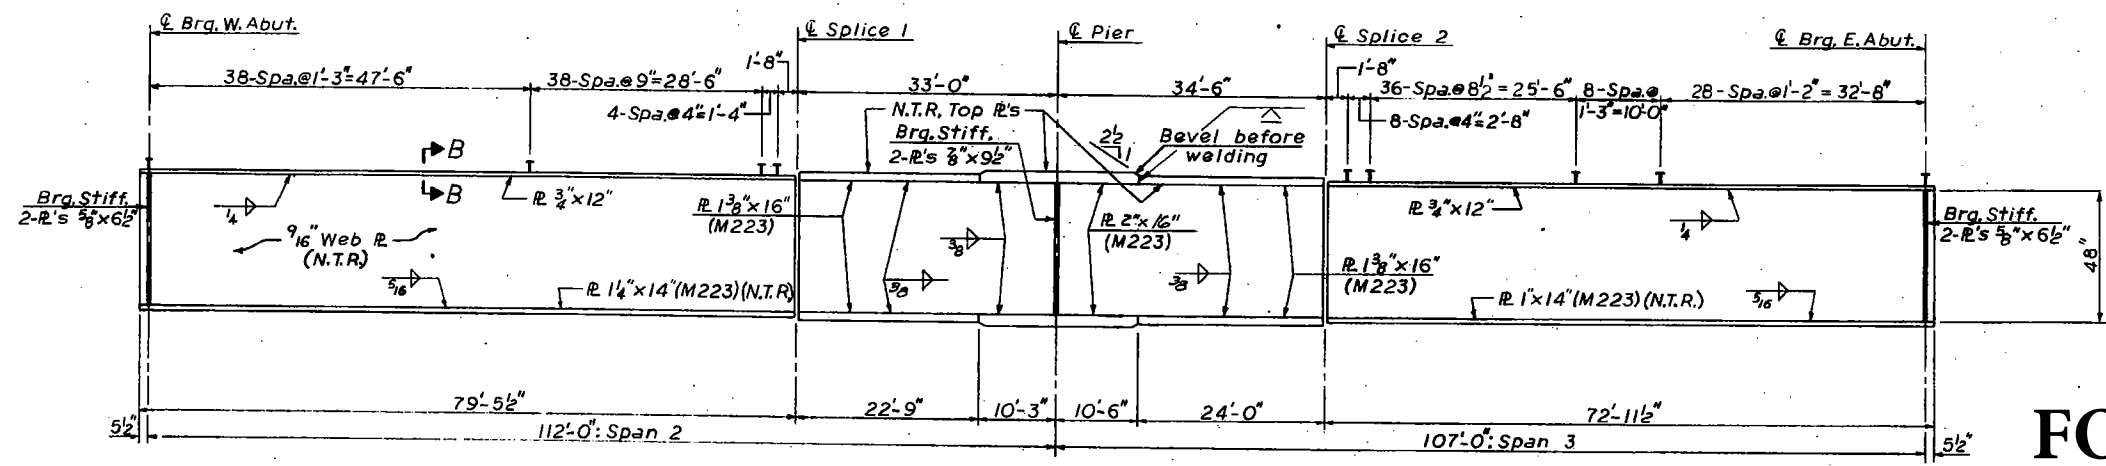 ℄ Brg. W. Abut.
℄ Splice 1
℄ Pier
℄ Splice 2
℄ Brg. E. Abut.
38-Spa.@1'-3"=47'-6"
38-Spa.@9"=28'-6"
1'-8"
4-Spa.@4"=1'-4"
33'-0"
34'-6"
1'-8"
36-Spa.@8½"=25'-6"
8-Spa.@
1'-3"=10'-0"
28-Spa.@1'-2"=32'-8"
8-Spa.@4"=2'-8"
N.T.R. Top ℞'s
Brg. Stiff.
2-℞'s ⅞"×9½"
2½
1
Bevel before
welding
B
B
Brg. Stiff.
2-℞'s ⅝"×6½"
¼
℞ ¾"×12"
9/16" Web ℞
(N.T.R.)
5/16
℞ 1¼"×14"(M223)(N.T.R.)
℞ 1⅜"×16"
(M223)
⅜
⅜
℞ 2"×16"
(M223)
⅜
℞ 1⅜"×16"
(M223)
℞ ¾"×12"
¼
℞ 1"×14"(M223)(N.T.R.)
5/16
Brg. Stiff.
2-℞'s ⅝"×6½"
48"
79'-5½"
22'-9"
10'-3"
10'-6"
24'-0"
72'-11½"
5½"
112'-0": Span 2
107'-0": Span 3
5½"
FO